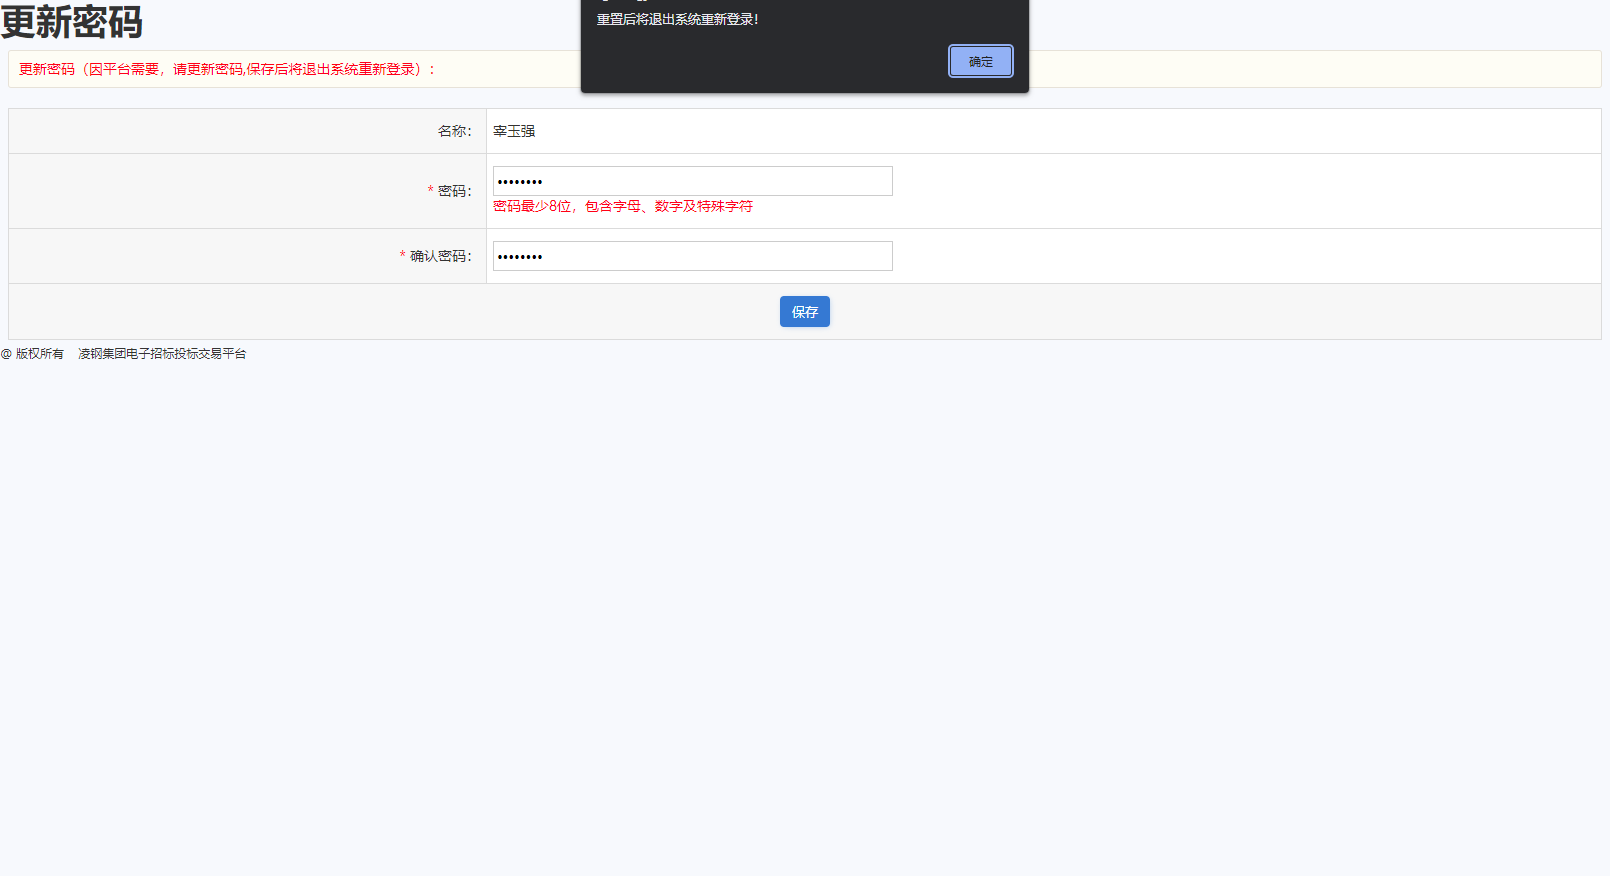 更新密码
重置后将退出系统重新登录!
确定
更新密码（因平台需要，请更新密码,保存后将退出系统重新登录）：
名称： 宰玉强
* 密码： ••••••••
密码最少8位，包含字母、数字及特殊字符
* 确认密码： ••••••••
保存
@ 版权所有 凌钢集团电子招标投标交易平台